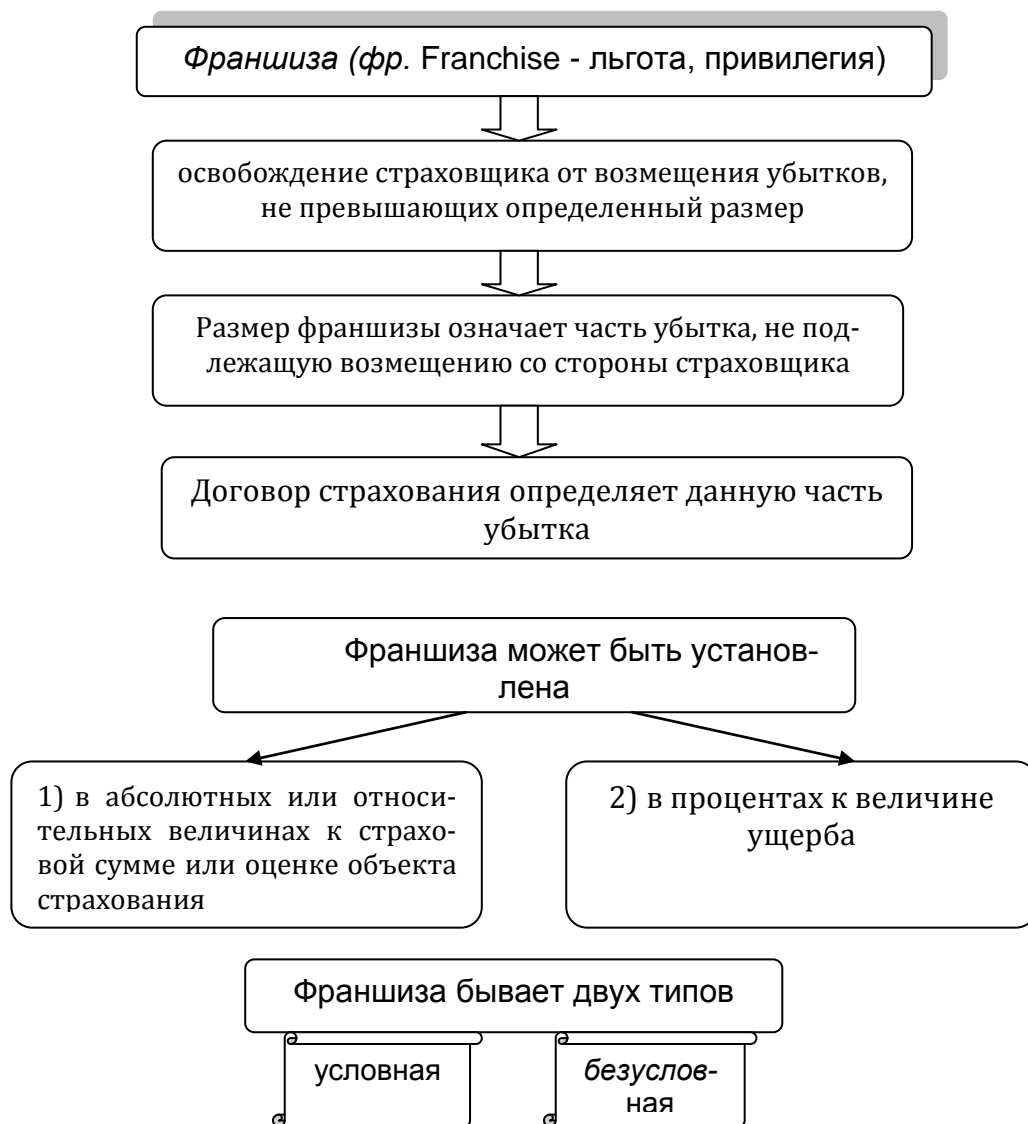 Франшиза (фр. Franchise - льгота, привилегия)
освобождение страховщика от возмещения убытков,
не превышающих определенный размер
Размер франшизы означает часть убытка, не под-
лежащую возмещению со стороны страховщика
Договор страхования определяет данную часть
убытка
Франшиза может быть установ-
лена
1) в абсолютных или относи-
тельных величинах к страхо-
вой сумме или оценке объекта
страхования
2) в процентах к величине
ущерба
Франшиза бывает двух типов
условная
безуслов-
ная